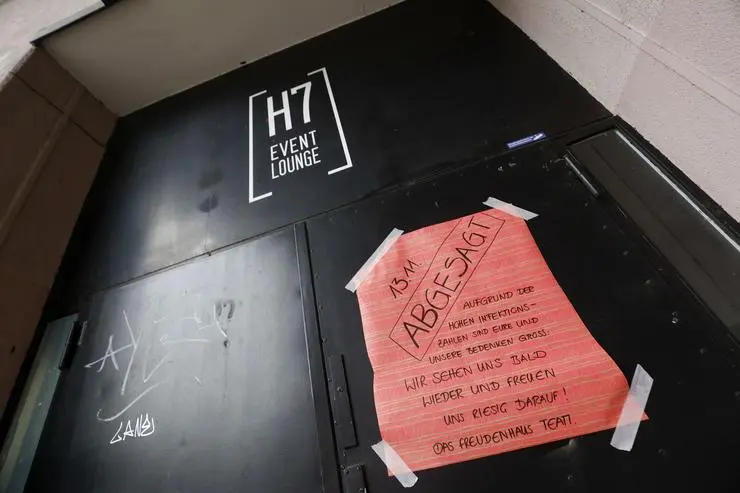 H7
EVENT
LOUNGE
13.11.
ABGESAGT
AUFGRUND DER
HOHEN INFEKTIONS-
ZAHLEN SIND EURE UND
UNSERE BEDENKEN GROSS.
WIR SEHEN UNS BALD
WIEDER UND FREUEN
UNS RIESIG DARAUF!
DAS FREUDENHAUS TEAM.